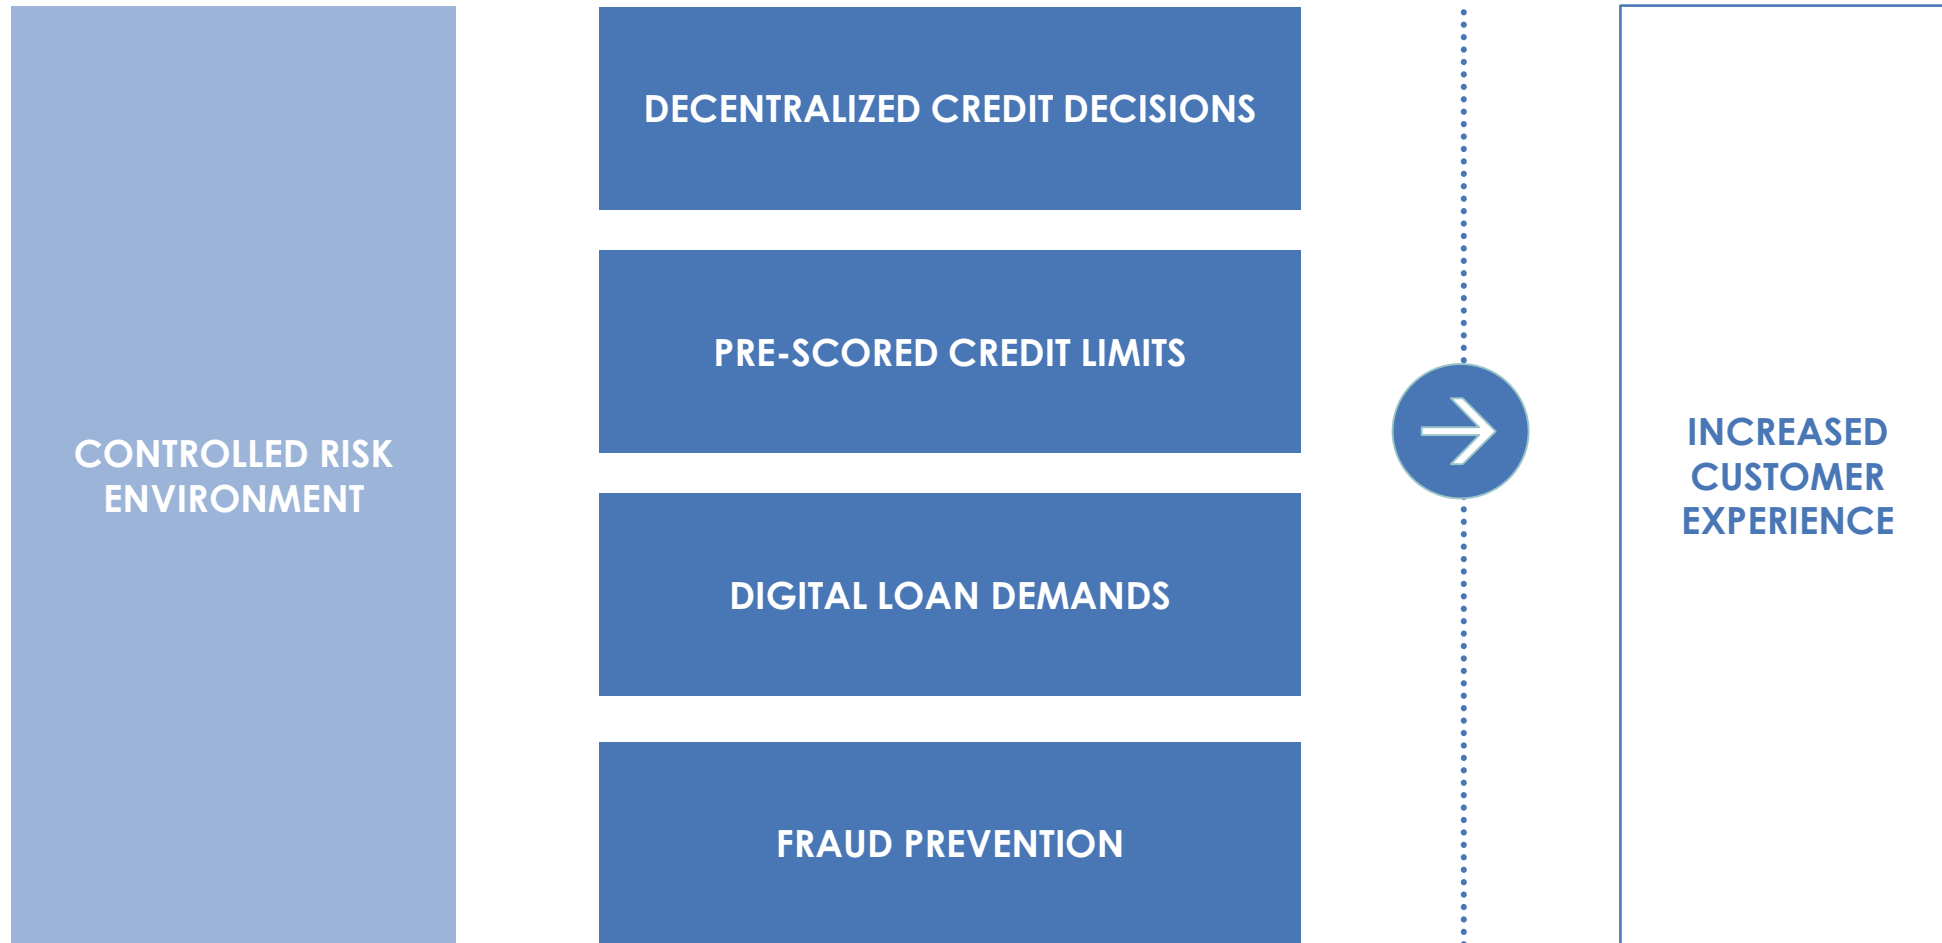 CONTROLLED RISK
ENVIRONMENT
DECENTRALIZED CREDIT DECISIONS
PRE-SCORED CREDIT LIMITS
DIGITAL LOAN DEMANDS
FRAUD PREVENTION
INCREASED
CUSTOMER
EXPERIENCE